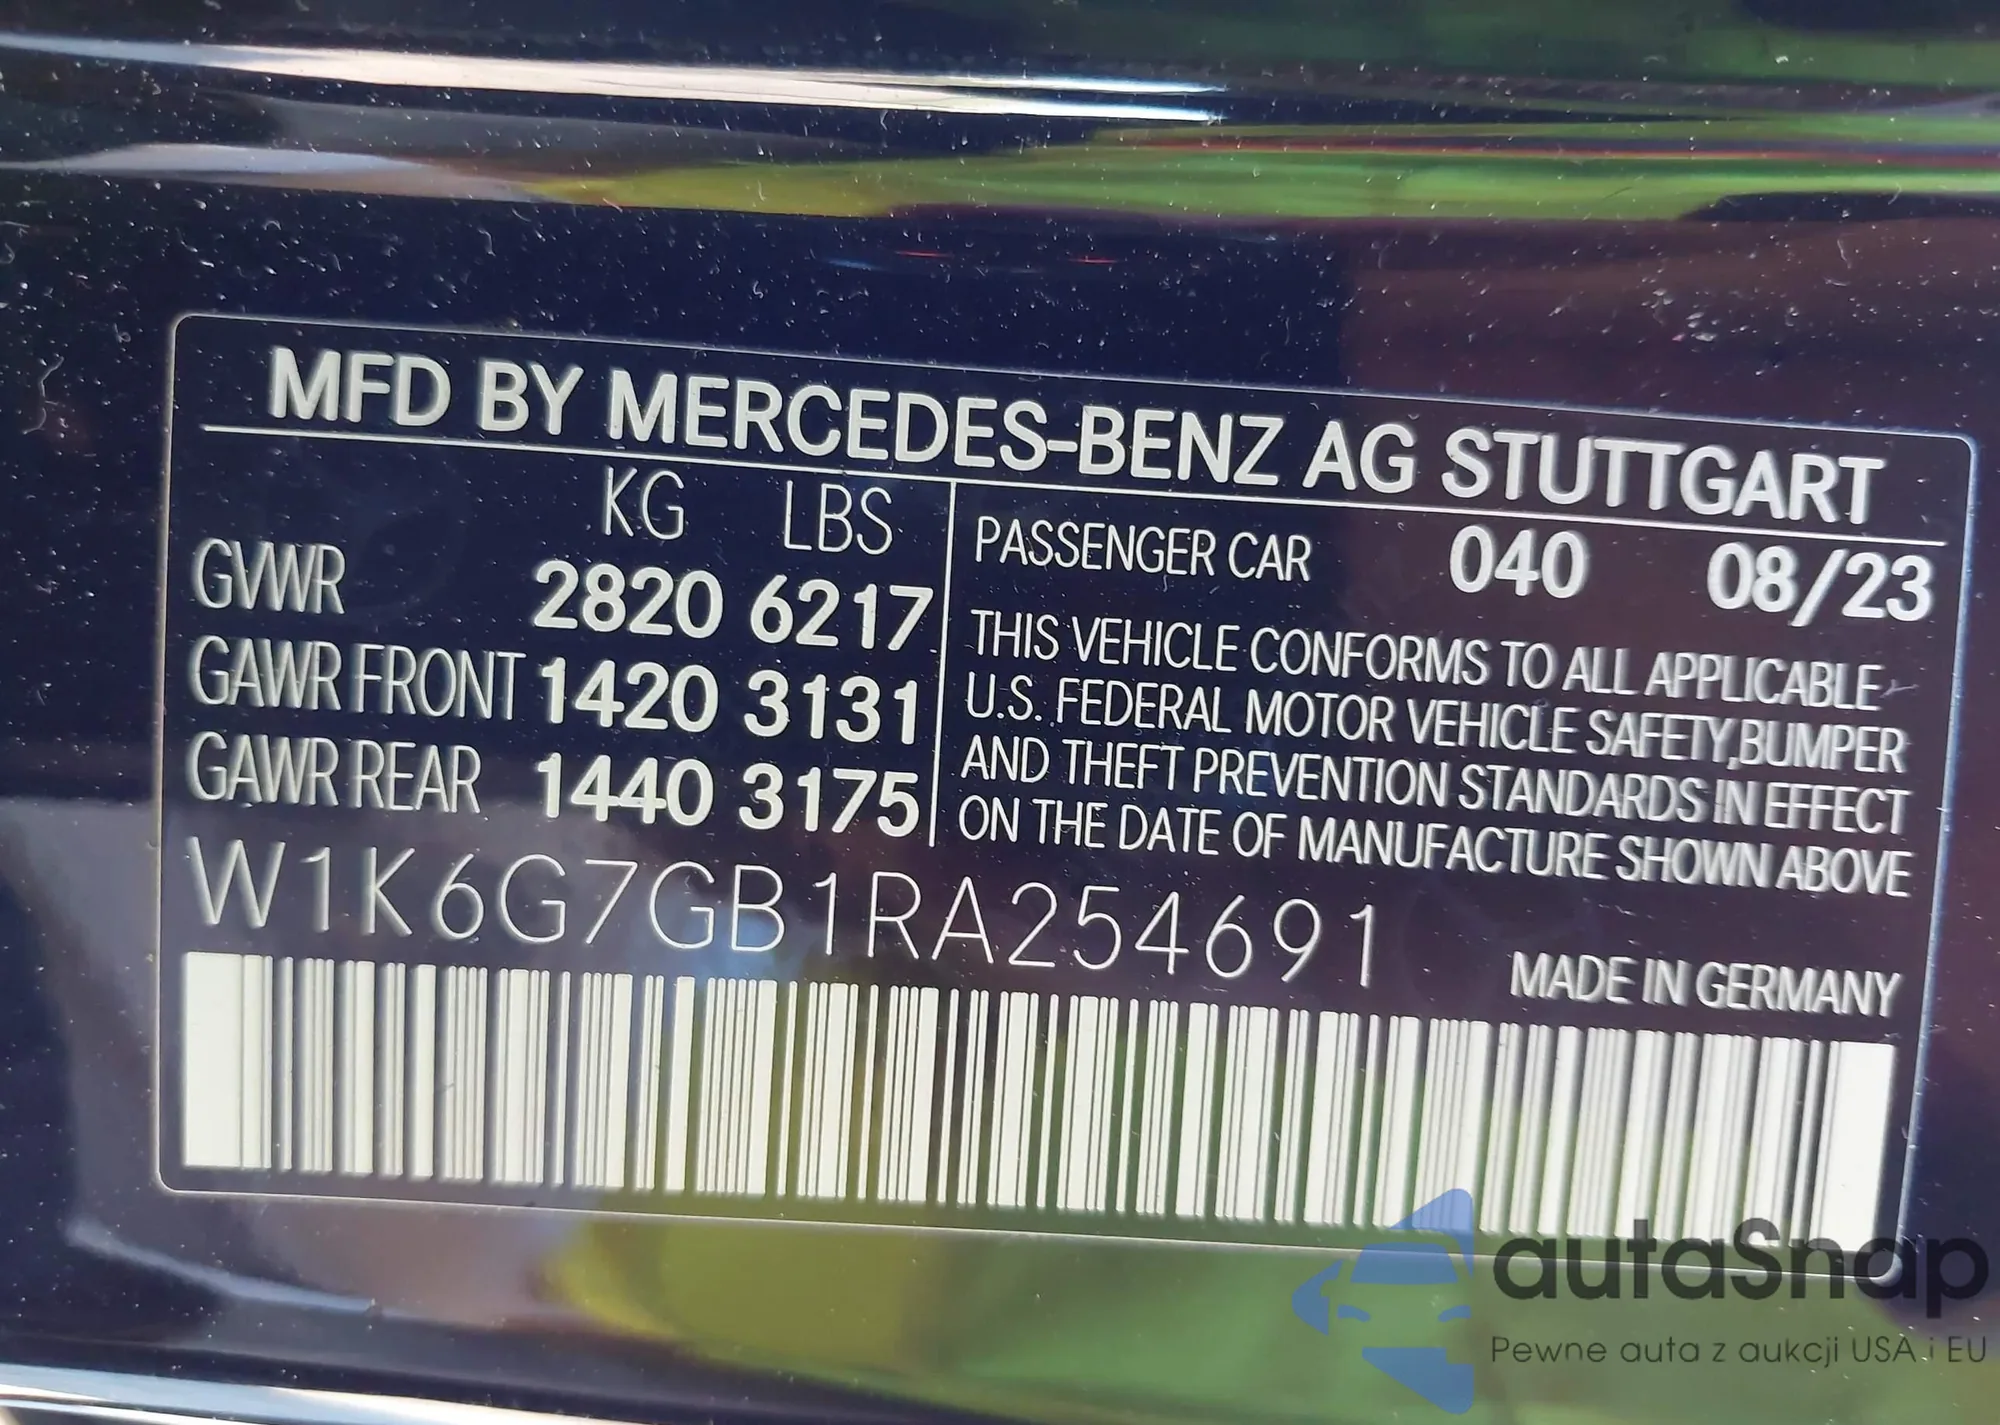 MFD BY MERCEDES-BENZ AG STUTTGART
KG LBS
GVWR 2820 6217
GAWR FRONT 1420 3131
GAWR REAR 1440 3175
PASSENGER CAR 040 08/23
THIS VEHICLE CONFORMS TO ALL APPLICABLE
U.S. FEDERAL MOTOR VEHICLE SAFETY,BUMPER
AND THEFT PREVENTION STANDARDS IN EFFECT
ON THE DATE OF MANUFACTURE SHOWN ABOVE
W1K6G7GB1RA254691
MADE IN GERMANY
autaSnap
Pewne auta z aukcji USA i EU